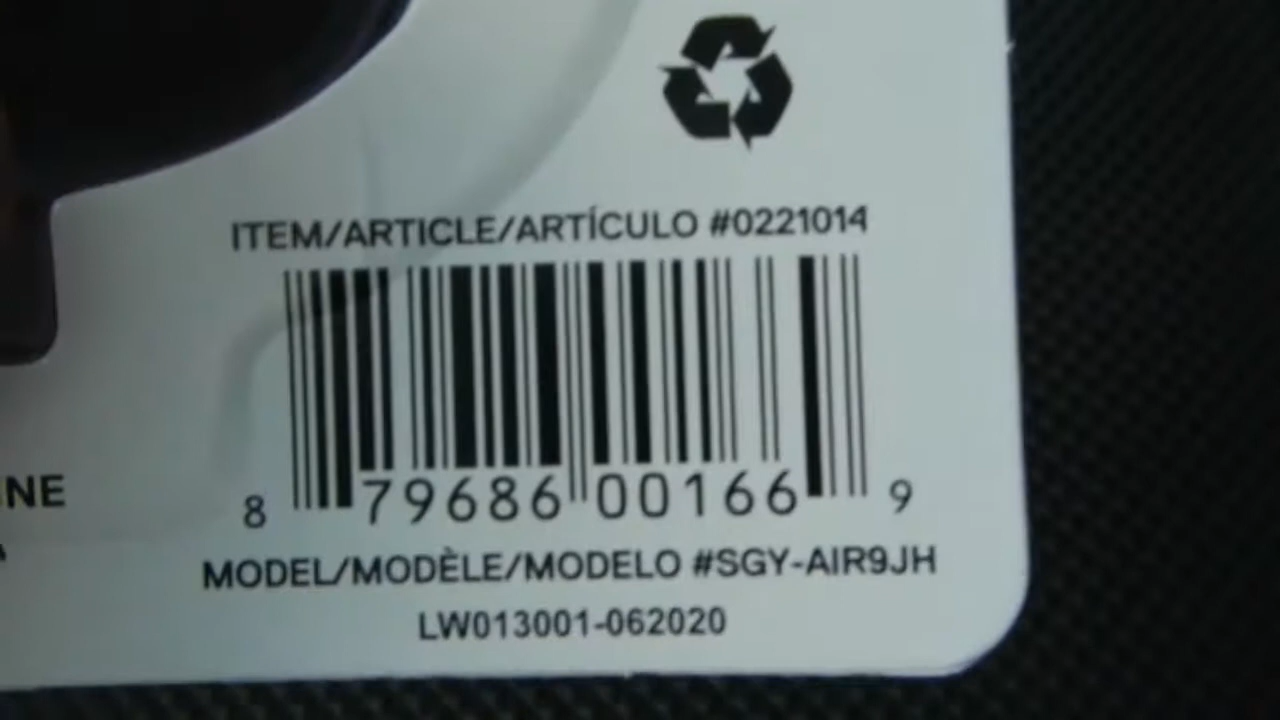 ITEM/ARTICLE/ARTÍCULO #0221014
8 79686 00166 9
NE
MODEL/MODÈLE/MODELO #SGY-AIR9JH
LW013001-062020